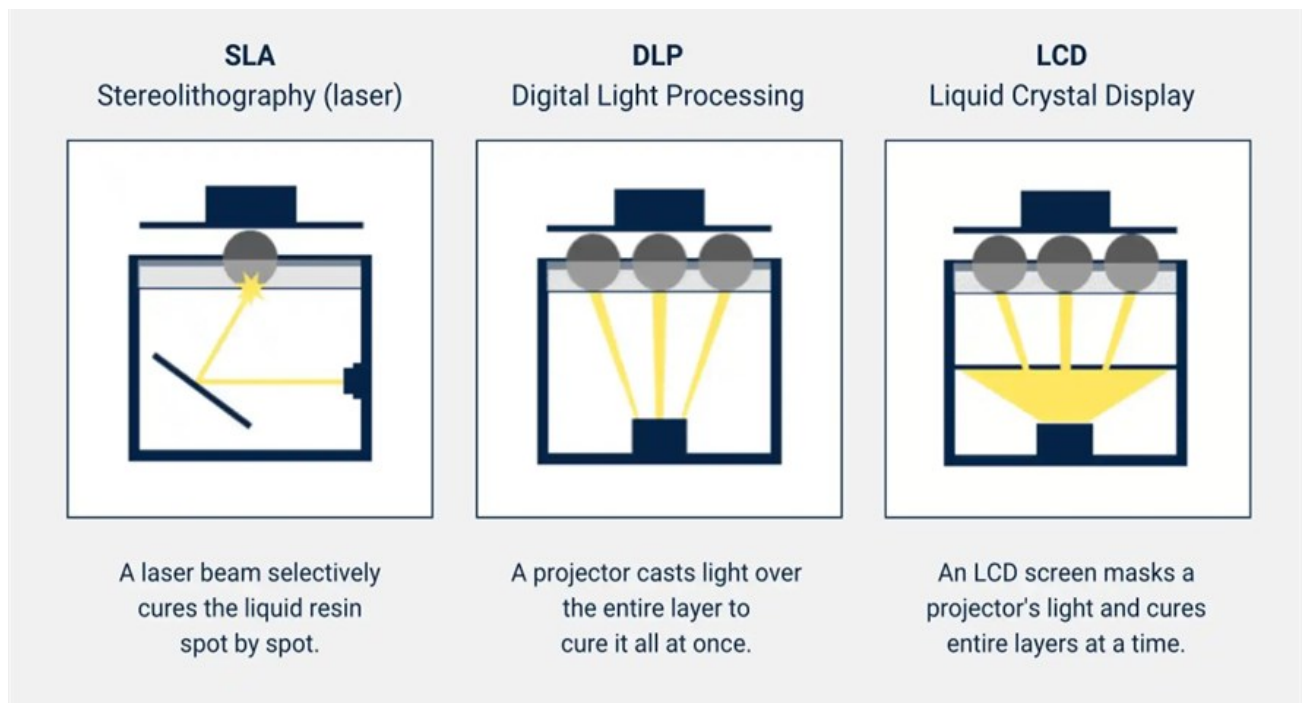 SLA
Stereolithography (laser)
DLP
Digital Light Processing
LCD
Liquid Crystal Display
A laser beam selectively
cures the liquid resin
spot by spot.
A projector casts light over
the entire layer to
cure it all at once.
An LCD screen masks a
projector's light and cures
entire layers at a time.